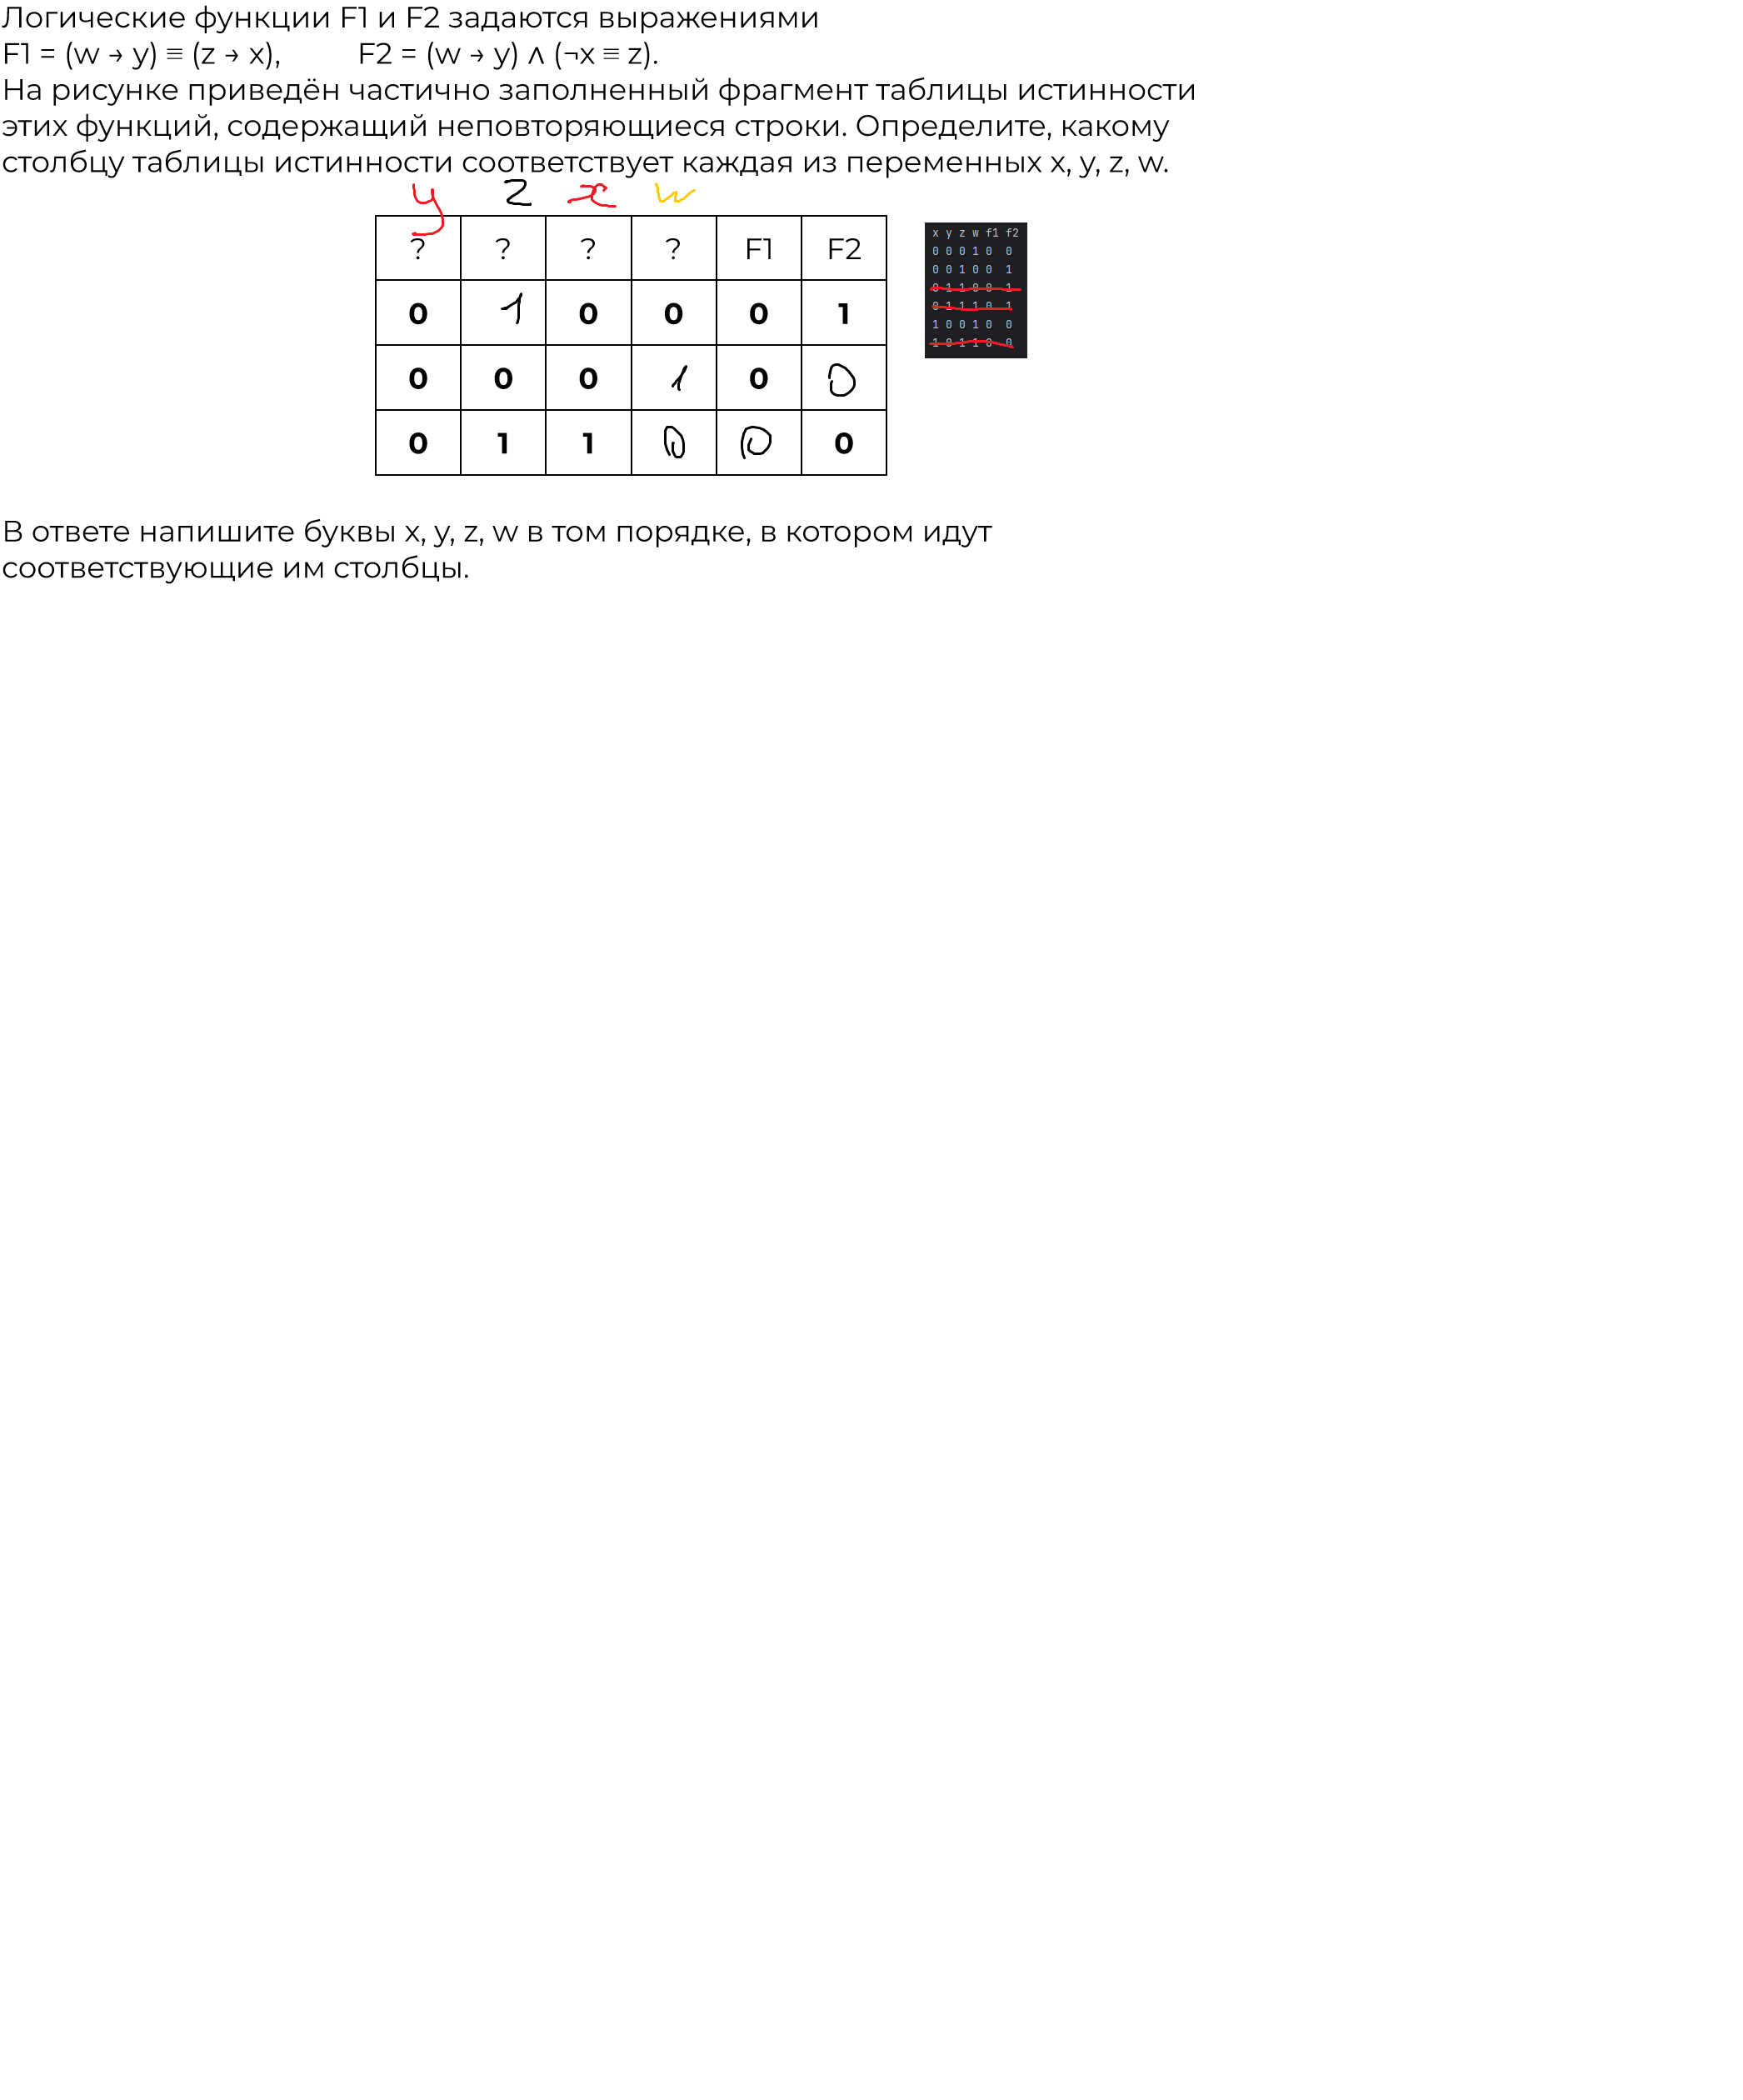 Логические функции F1 и F2 задаются выражениями
F1 = (w → y) ≡ (z → x), F2 = (w → y) ∧ (¬x ≡ z).
На рисунке приведён частично заполненный фрагмент таблицы истинности
этих функций, содержащий неповторяющиеся строки. Определите, какому
столбцу таблицы истинности соответствует каждая из переменных x, y, z, w.
y z x w
? ? ? ? F1 F2
0 1 0 0 0 1
0 0 0 1 0 0
0 1 1 0 0 0
x y z w f1 f2
0 0 0 1 0 0
0 0 1 0 0 1
0 1 1 0 0 1
0 1 1 1 0 1
1 0 0 1 0 0
1 0 1 1 0 0
В ответе напишите буквы x, y, z, w в том порядке, в котором идут
соответствующие им столбцы.